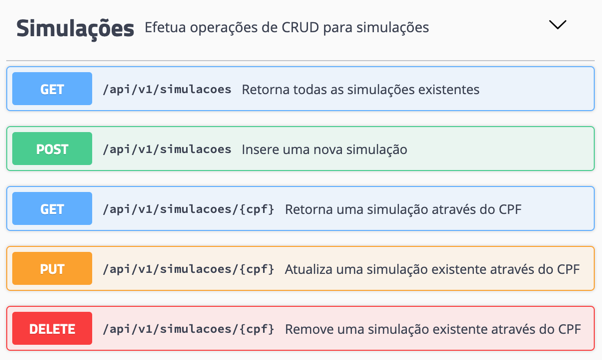 Simulações Efetua operações de CRUD para simulações
GET /api/v1/simulacoes Retorna todas as simulações existentes
POST /api/v1/simulacoes Insere uma nova simulação
GET /api/v1/simulacoes/{cpf} Retorna uma simulação através do CPF
PUT /api/v1/simulacoes/{cpf} Atualiza uma simulação existente através do CPF
DELETE /api/v1/simulacoes/{cpf} Remove uma simulação existente através do CPF